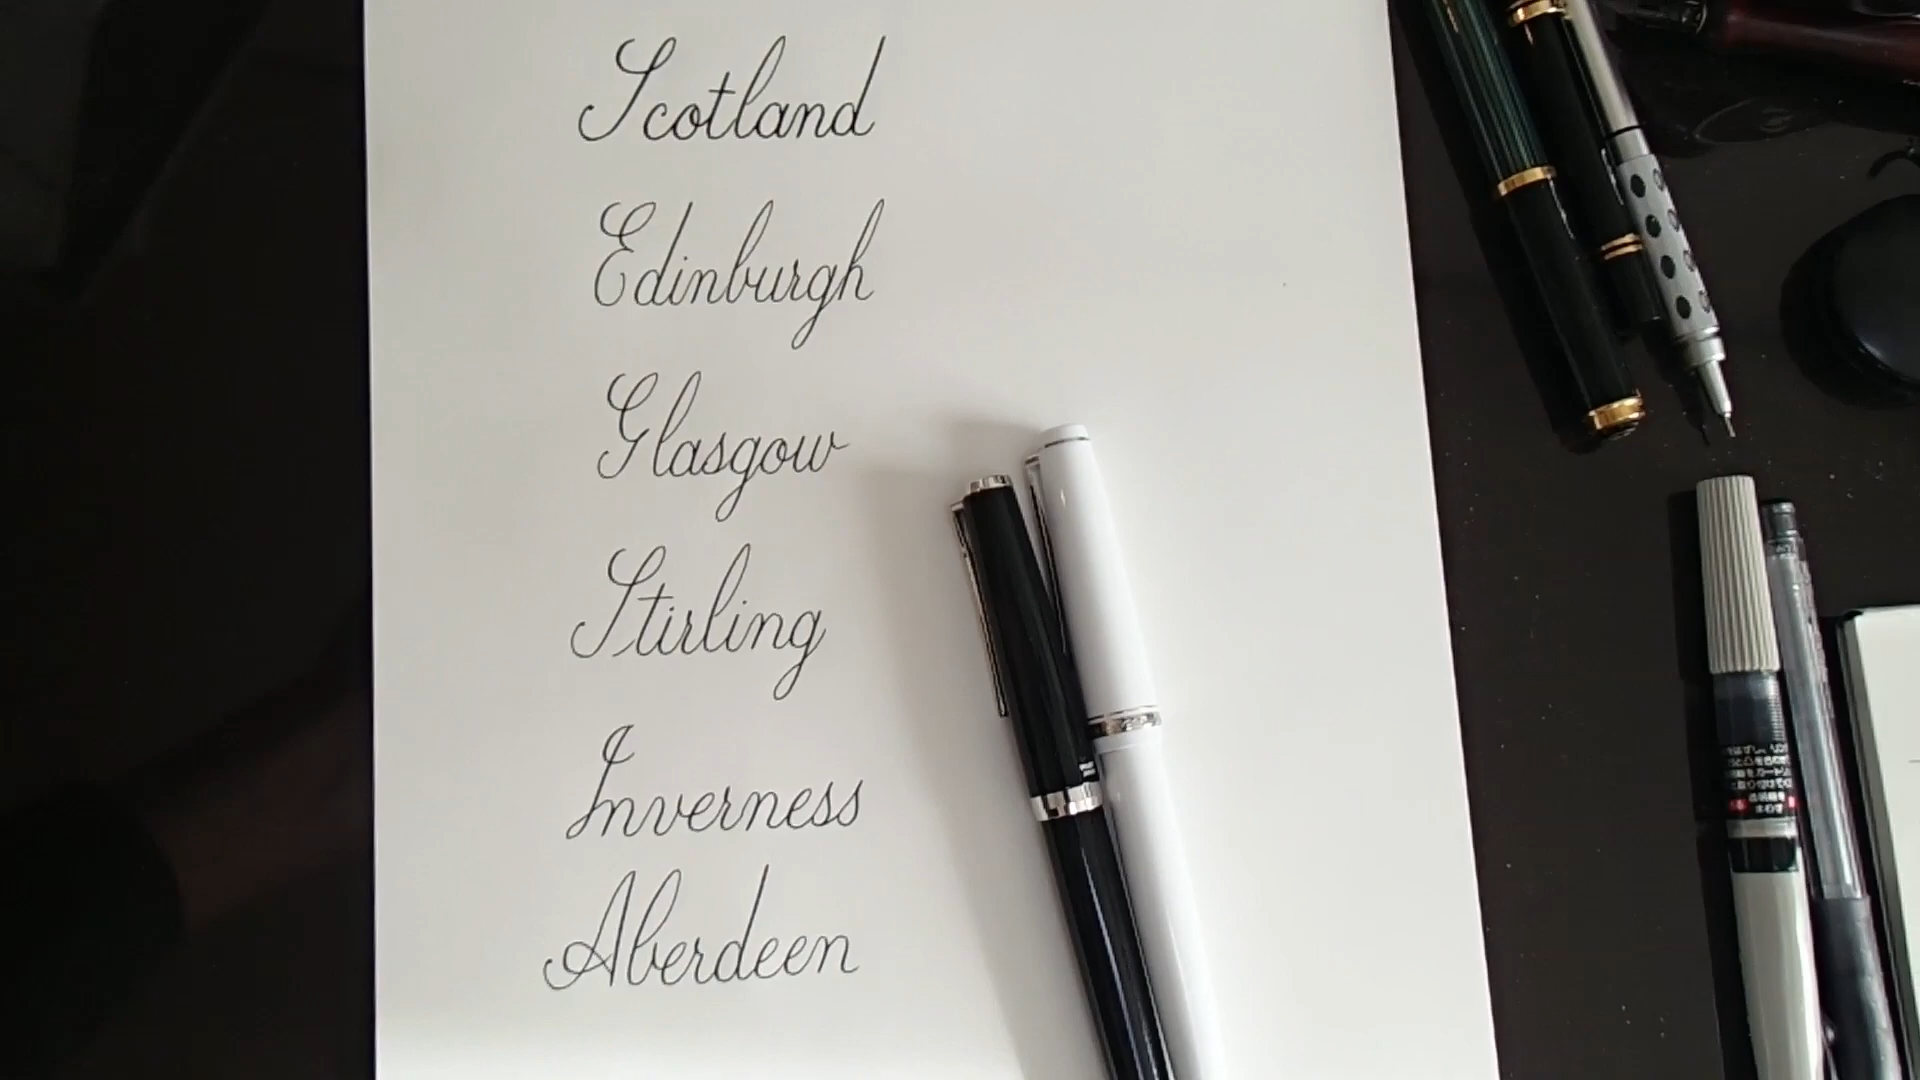 Scotland
Edinburgh
Glasgow
Stirling
Inverness
Aberdeen